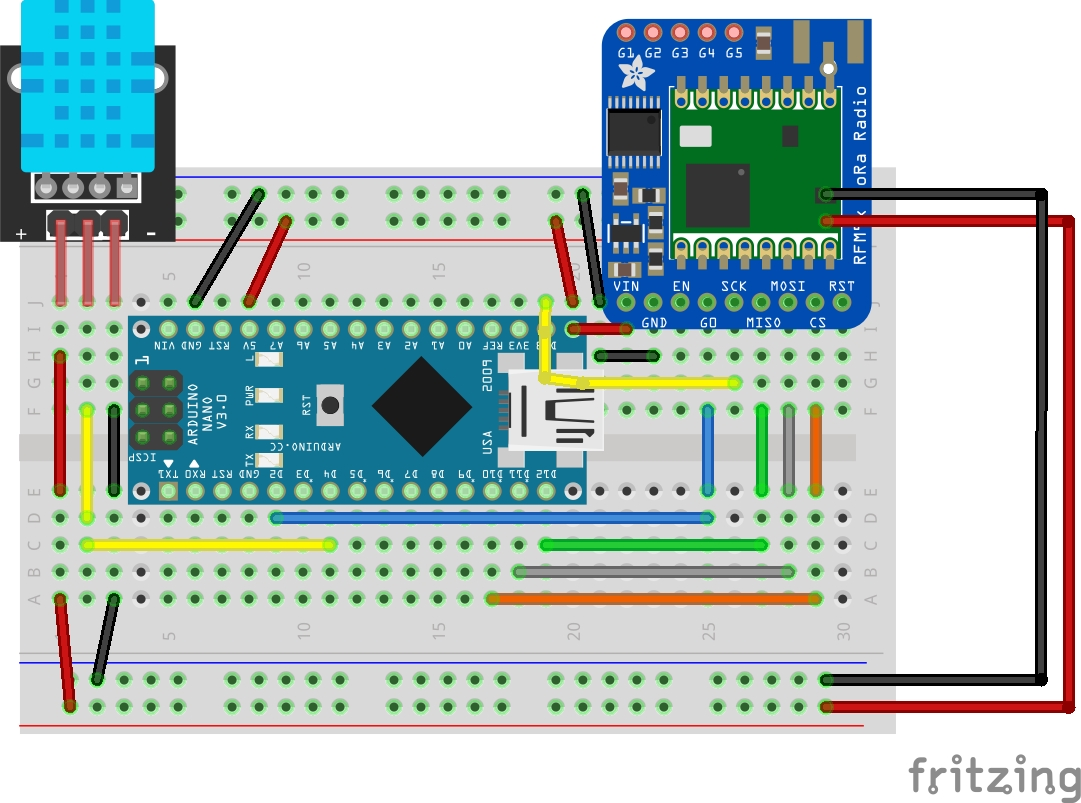 G1 G2 G3 G4 G5
RFM9x LoRa Radio
+ -
VIN EN SCK MOSI RST
GND G0 MISO CS
5 10 15 20
J J
I
H H
G G
F F
VIN GND RST 5V A7 A6 A5 A4 A3 A2 A1 A0 REF 3V3 D13
1
ARDUINO
NANO
V3.0
ICSP
L
PWR
RX
TX
RST
ARDUINO.CC
USA
2009
TX1 RX0 RST GND D2 D3 D4 D5 D6 D7 D8 D9 D10 D11 D12
E E
D D
C C
B B
A A
1 5 10 15 20 25 30
fritzing